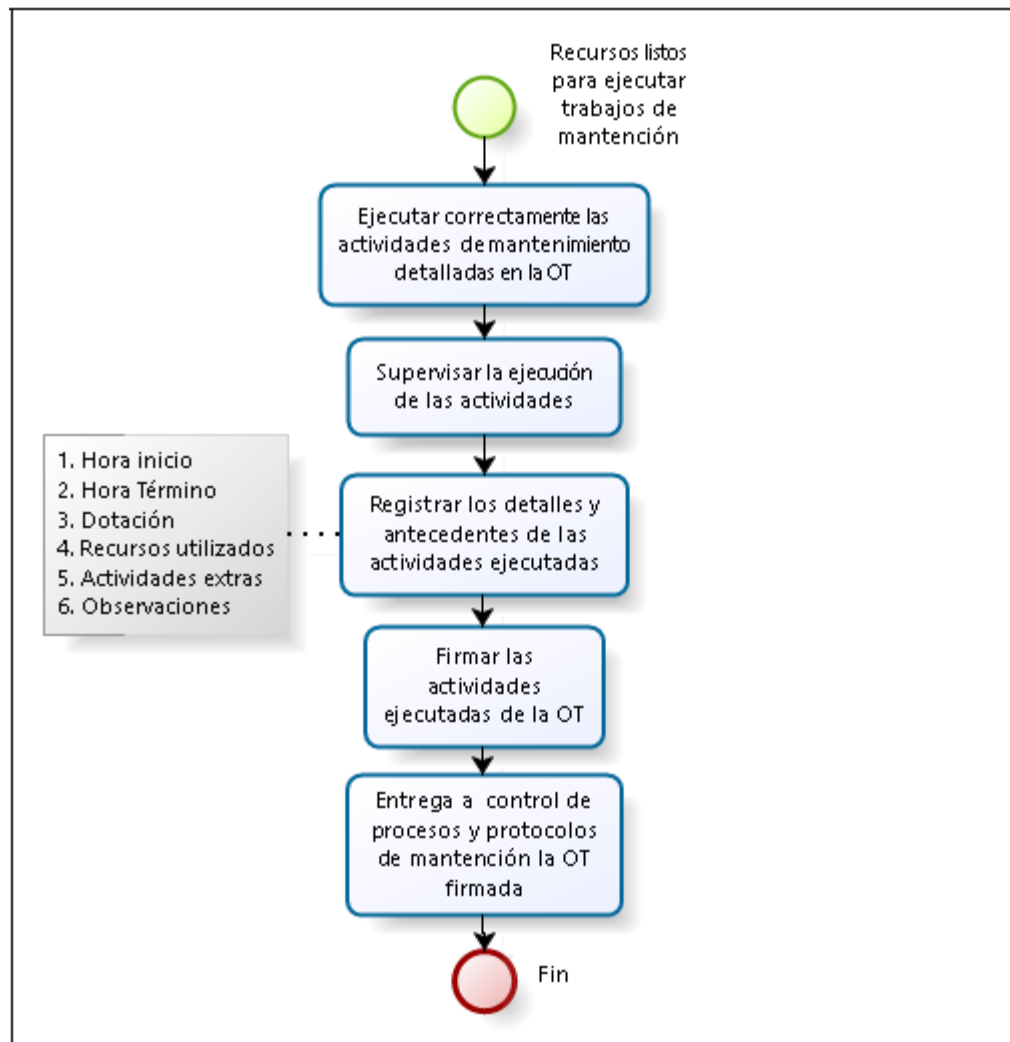 Recursos listos
para ejecutar
trabajos de
mantención
Ejecutar correctamente las
actividades de mantenimiento
detalladas en la OT
Supervisar la ejecución
de las actividades
1. Hora inicio
2. Hora Término
3. Dotación
4. Recursos utilizados
5. Actividades extras
6. Observaciones
Registrar los detalles y
antecedentes de las
actividades ejecutadas
Firmar las
actividades
ejecutadas de la OT
Entrega a control de
procesos y protocolos
de mantención la OT
firmada
Fin